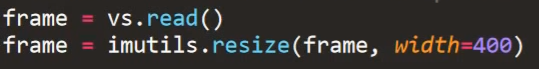 frame = vs.read()
frame = imutils.resize(frame, width=400)